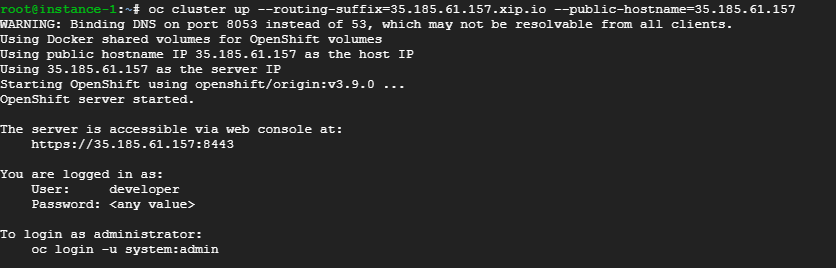 root@instance-1:~# oc cluster up --routing-suffix=35.185.61.157.xip.io --public-hostname=35.185.61.157
WARNING: Binding DNS on port 8053 instead of 53, which may not be resolvable from all clients.
Using Docker shared volumes for OpenShift volumes
Using public hostname IP 35.185.61.157 as the host IP
Using 35.185.61.157 as the server IP
Starting OpenShift using openshift/origin:v3.9.0 ...
OpenShift server started.
The server is accessible via web console at:
https://35.185.61.157:8443
You are logged in as:
User: developer
Password: <any value>
To login as administrator:
oc login -u system:admin